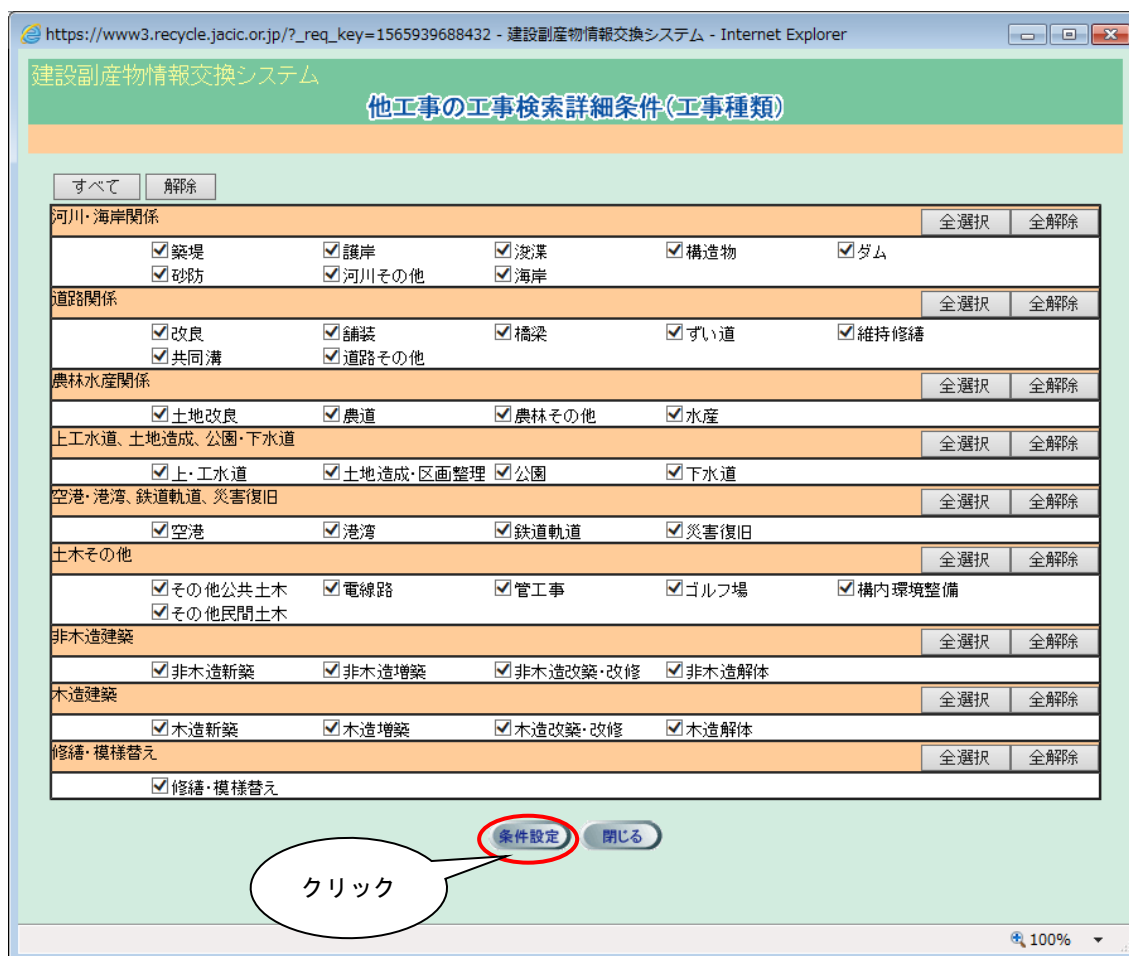 https://www3.recycle.jacic.or.jp/?_req_key=1565939688432 - 建設副産物情報交換システム - Internet Explorer
建設副産物情報交換システム
他工事の工事検索詳細条件(工事種類)
すべて 解除
河川・海岸関係 全選択 全解除
築堤 護岸 浚渫 構造物 ダム
砂防 河川その他 海岸
道路関係 全選択 全解除
改良 舗装 橋梁 ずい道 維持修繕
共同溝 道路その他
農林水産関係 全選択 全解除
土地改良 農道 農林その他 水産
上工水道、土地造成、公園・下水道 全選択 全解除
上・工水道 土地造成・区画整理 公園 下水道
空港・港湾、鉄道軌道、災害復旧 全選択 全解除
空港 港湾 鉄道軌道 災害復旧
土木その他 全選択 全解除
その他公共土木 電線路 管工事 ゴルフ場 構内環境整備
その他民間土木
非木造建築 全選択 全解除
非木造新築 非木造増築 非木造改築・改修 非木造解体
木造建築 全選択 全解除
木造新築 木造増築 木造改築・改修 木造解体
修繕・模様替え 全選択 全解除
修繕・模様替え
条件設定 閉じる
クリック
100%